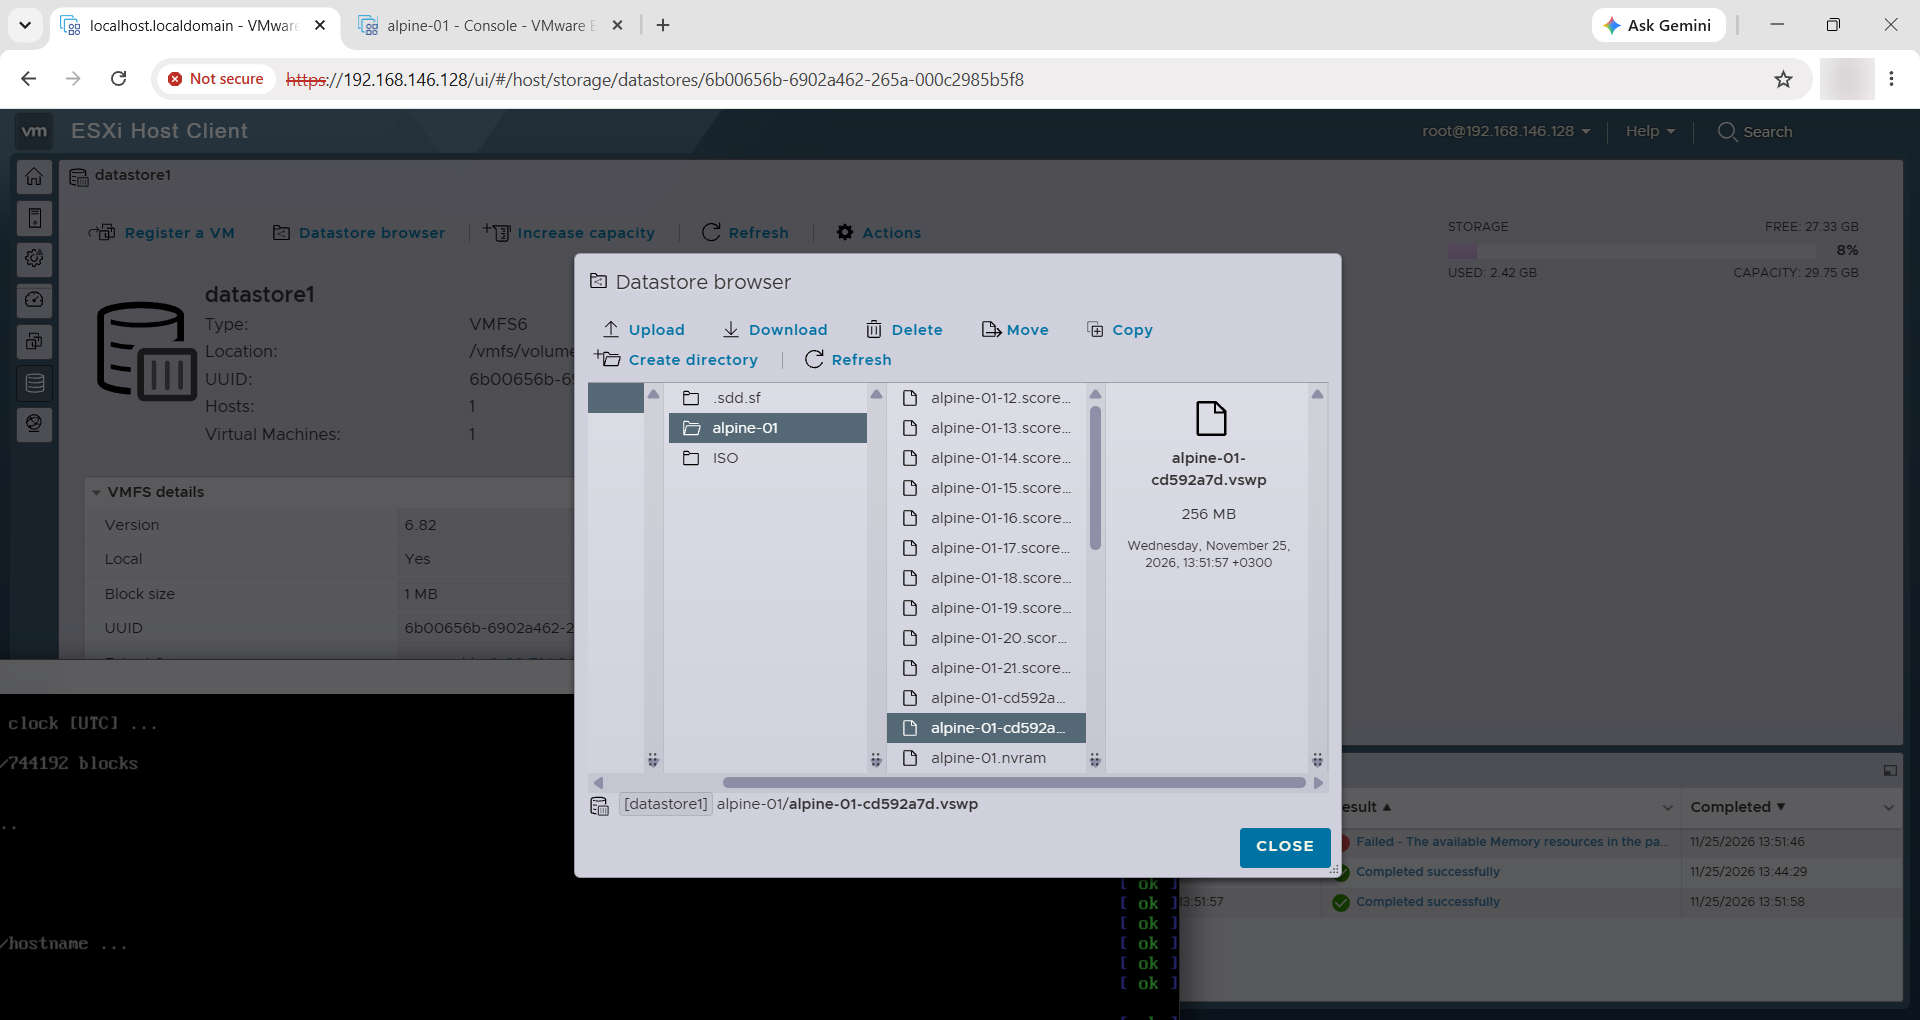 localhost.localdomain - VMware
alpine-01 - Console - VMware E
Ask Gemini
Not secure
https://192.168.146.128/ui/#/host/storage/datastores/6b00656b-6902a462-265a-000c2985b5f8
vm
ESXi Host Client
root@192.168.146.128
Help
Search
datastore1
Register a VM
Datastore browser
Increase capacity
Refresh
Actions
STORAGE
FREE: 27.33 GB
8%
USED: 2.42 GB
CAPACITY: 29.75 GB
datastore1
Type:
VMFS6
Location:
/vmfs/volume
UUID:
6b00656b-6
Hosts:
1
Virtual Machines:
1
VMFS details
Version
6.82
Local
Yes
Block size
1 MB
UUID
6b00656b-6902a462-2
Datastore browser
Upload
Download
Delete
Move
Copy
Create directory
Refresh
.sdd.sf
alpine-01
ISO
alpine-01-12.score...
alpine-01-13.score...
alpine-01-14.score...
alpine-01-15.score...
alpine-01-16.score...
alpine-01-17.score...
alpine-01-18.score...
alpine-01-19.score...
alpine-01-20.scor...
alpine-01-21.score...
alpine-01-cd592a...
alpine-01-cd592a...
alpine-01.nvram
alpine-01-
cd592a7d.vswp
256 MB
Wednesday, November 25,
2026, 13:51:57 +0300
[datastore1] alpine-01/alpine-01-cd592a7d.vswp
CLOSE
clock [UTC] ...
/744192 blocks
..
/hostname ...
[ ok ]
[ ok ]
[ ok ]
[ ok ]
[ ok ]
[ ok ]
esult
Completed
Failed - The available Memory resources in the pa...
11/25/2026 13:51:46
Completed successfully
11/25/2026 13:44:29
13:51:57
Completed successfully
11/25/2026 13:51:58